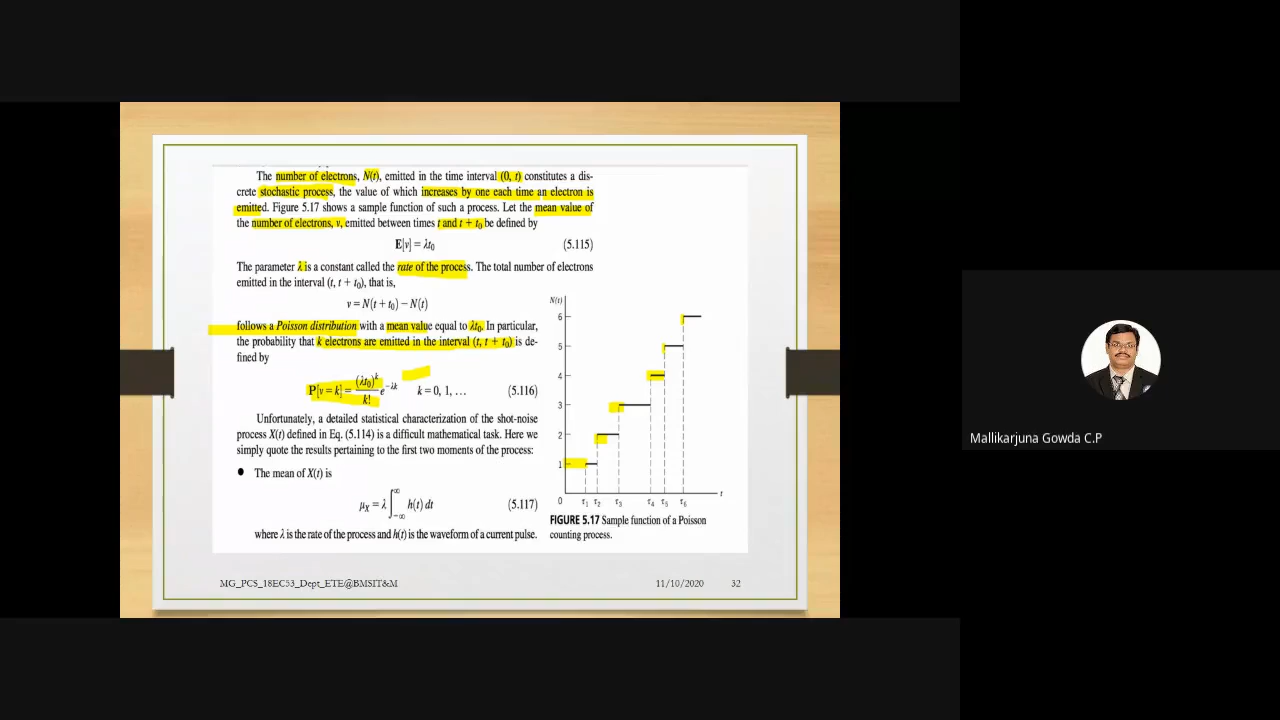 The number of electrons, N(t), emitted in the time interval (0, t) constitutes a dis-
crete stochastic process, the value of which increases by one each time an electron is
emitted. Figure 5.17 shows a sample function of such a process. Let the mean value of
the number of electrons, ν, emitted between times t and t + t₀ be defined by
E[ν] = λt₀ (5.115)
The parameter λ is a constant called the rate of the process. The total number of electrons
emitted in the interval (t, t + t₀), that is,
ν = N(t + t₀) − N(t)
follows a Poisson distribution with a mean value equal to λt₀. In particular,
the probability that k electrons are emitted in the interval (t, t + t₀) is de-
fined by
P[ν = k] = (λt₀)^k / k! e^{−λk} k = 0, 1, … (5.116)
Unfortunately, a detailed statistical characterization of the shot-noise
process X(t) defined in Eq. (5.114) is a difficult mathematical task. Here we
simply quote the results pertaining to the first two moments of the process:
● The mean of X(t) is
μ_X = λ ∫_{−∞}^{∞} h(t) dt (5.117)
where λ is the rate of the process and h(t) is the waveform of a current pulse.
N(t)
6
5
4
3
2
1
0 τ₁ τ₂ τ₃ τ₄ τ₅ τ₆ t
FIGURE 5.17 Sample function of a Poisson
counting process.
MG_PCS_18EC53_Dept_ETE@BMSIT&M 11/10/2020 32
Mallikarjuna Gowda C.P